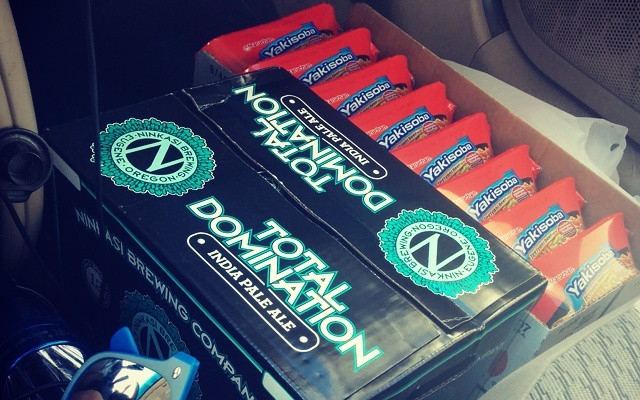 Yakisoba
Yakisoba
Yakisoba
Yakisoba
Yakisoba
Yakisoba
Yakisoba
Yakisoba
TOTAL
DOMINATION
INDIA PALE ALE
NINKASI BREWING
EUGENE OREGON
N
TOTAL
DOMINATION
INDIA PALE ALE
NINKASI BREWING
EUGENE OREGON
N
NINKASI BREWING COMPAN